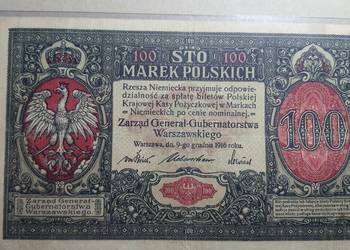 100 STO 100
MAREK POLSKICH
Rzesza Niemiecka przyjmuje odpowie-
dzialność za spłatę biletów Polskiej
Krajowej Kasy Pożyczkowej w Markach
Niemieckich po cenie nominalnej.
Zarząd General-Gubernatorstwa
Warszawskiego
Warszawa, dn. 9-go grudnia 1916 roku.
100
Zarząd General-
Gubernatorstwa
Warszawskiego.
100 100